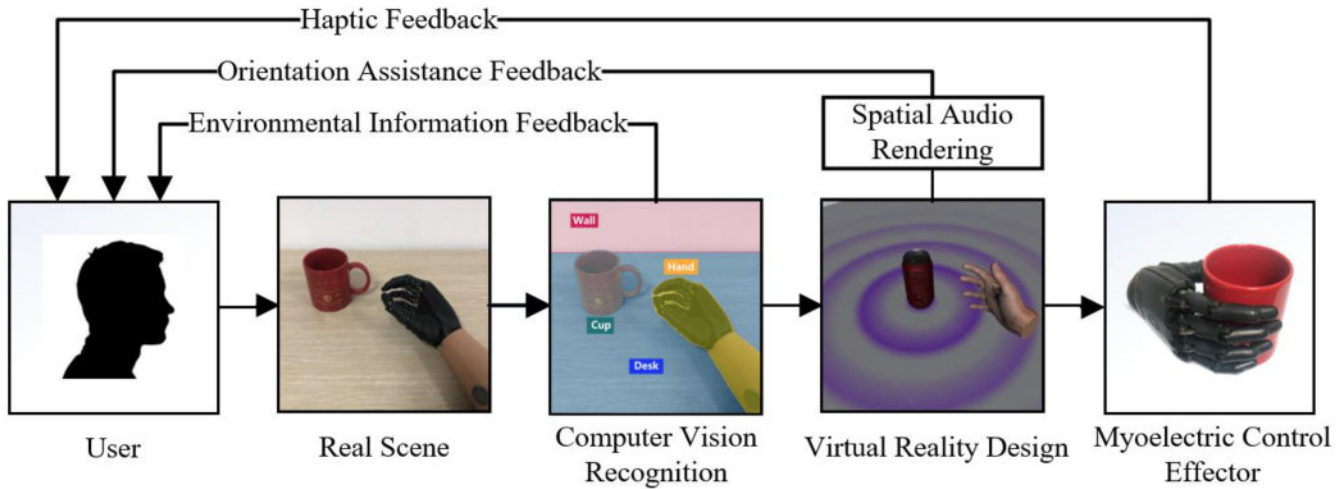 Haptic Feedback
Orientation Assistance Feedback
Environmental Information Feedback
Spatial Audio
Rendering
Wall
Hand
Cup
Desk
User
Real Scene
Computer Vision
Recognition
Virtual Reality Design
Myoelectric Control
Effector